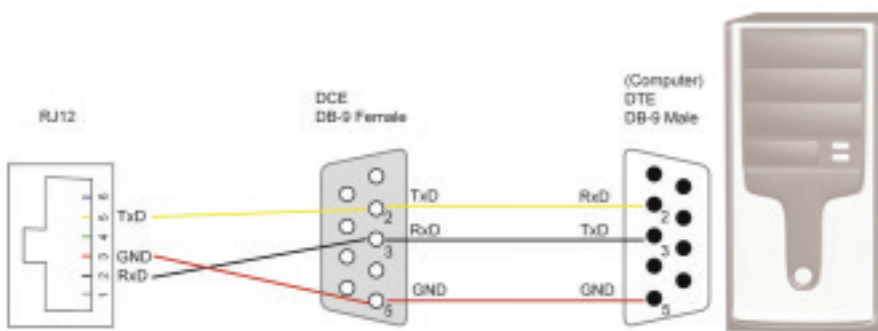 RJ12
DCE
DB-9 Female
(Computer)
DTE
DB-9 Male
6
5
4
3
2
1
TxD
GND
RxD
2
3
5
TxD
RxD
GND
RxD
TxD
GND
2
3
5